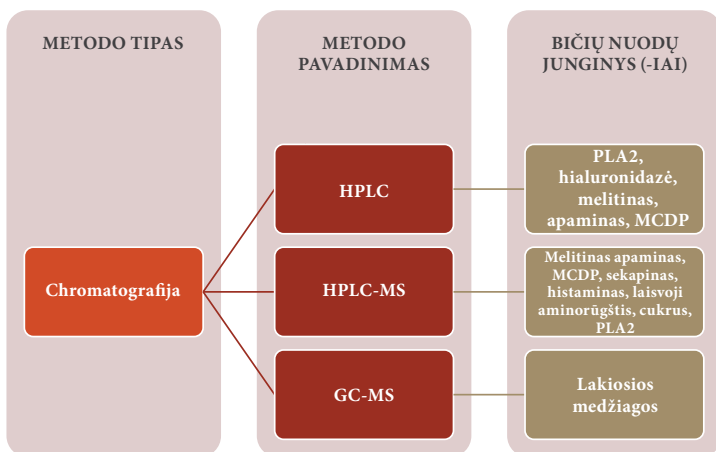 METODO TIPAS
METODO
PAVADINIMAS
BIČIŲ NUODŲ
JUNGINYS (-IAI)
Chromatografija
HPLC
PLA2,
hialuronidazė,
melitinas,
apaminas, MCDP
HPLC-MS
Melitinas apaminas,
MCDP, sekapinas,
histaminas, laisvoji
aminorūgštis, cukrus,
PLA2
GC-MS
Lakiosios
medžiagos